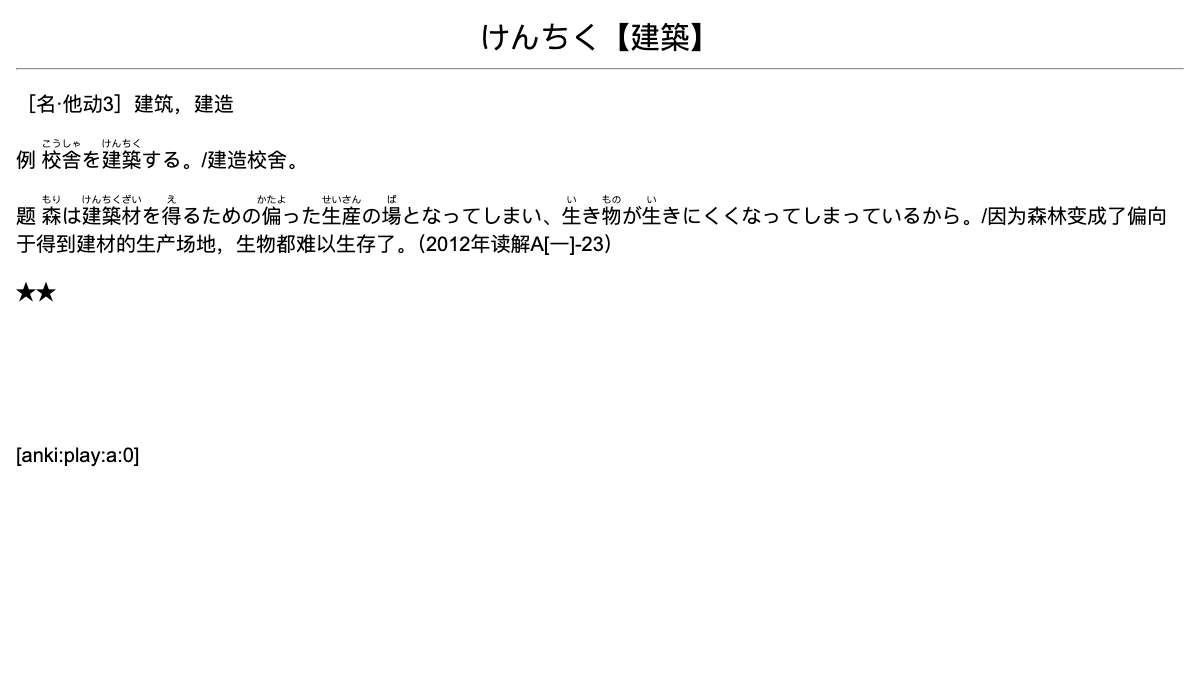 けんちく【建築】
［名·他动3］建筑，建造
こうしゃ けんちく
例 校舎を建築する。/建造校舍。
もり けんちくざい え かたよ せいさん ば い もの い
题 森は建築材を得るための偏った生産の場となってしまい、生き物が生きにくくなってしまっているから。/因为森林变成了偏向
于得到建材的生产场地，生物都难以生存了。（2012年读解A[一]-23）
★★
[anki:play:a:0]